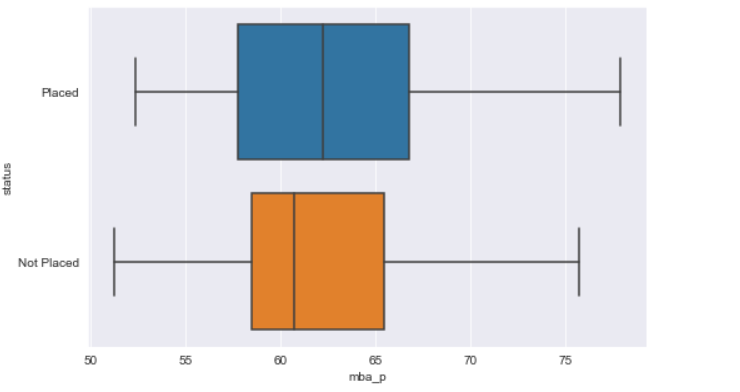 Placed
status
Not Placed
50 55 60 65 70 75
mba_p